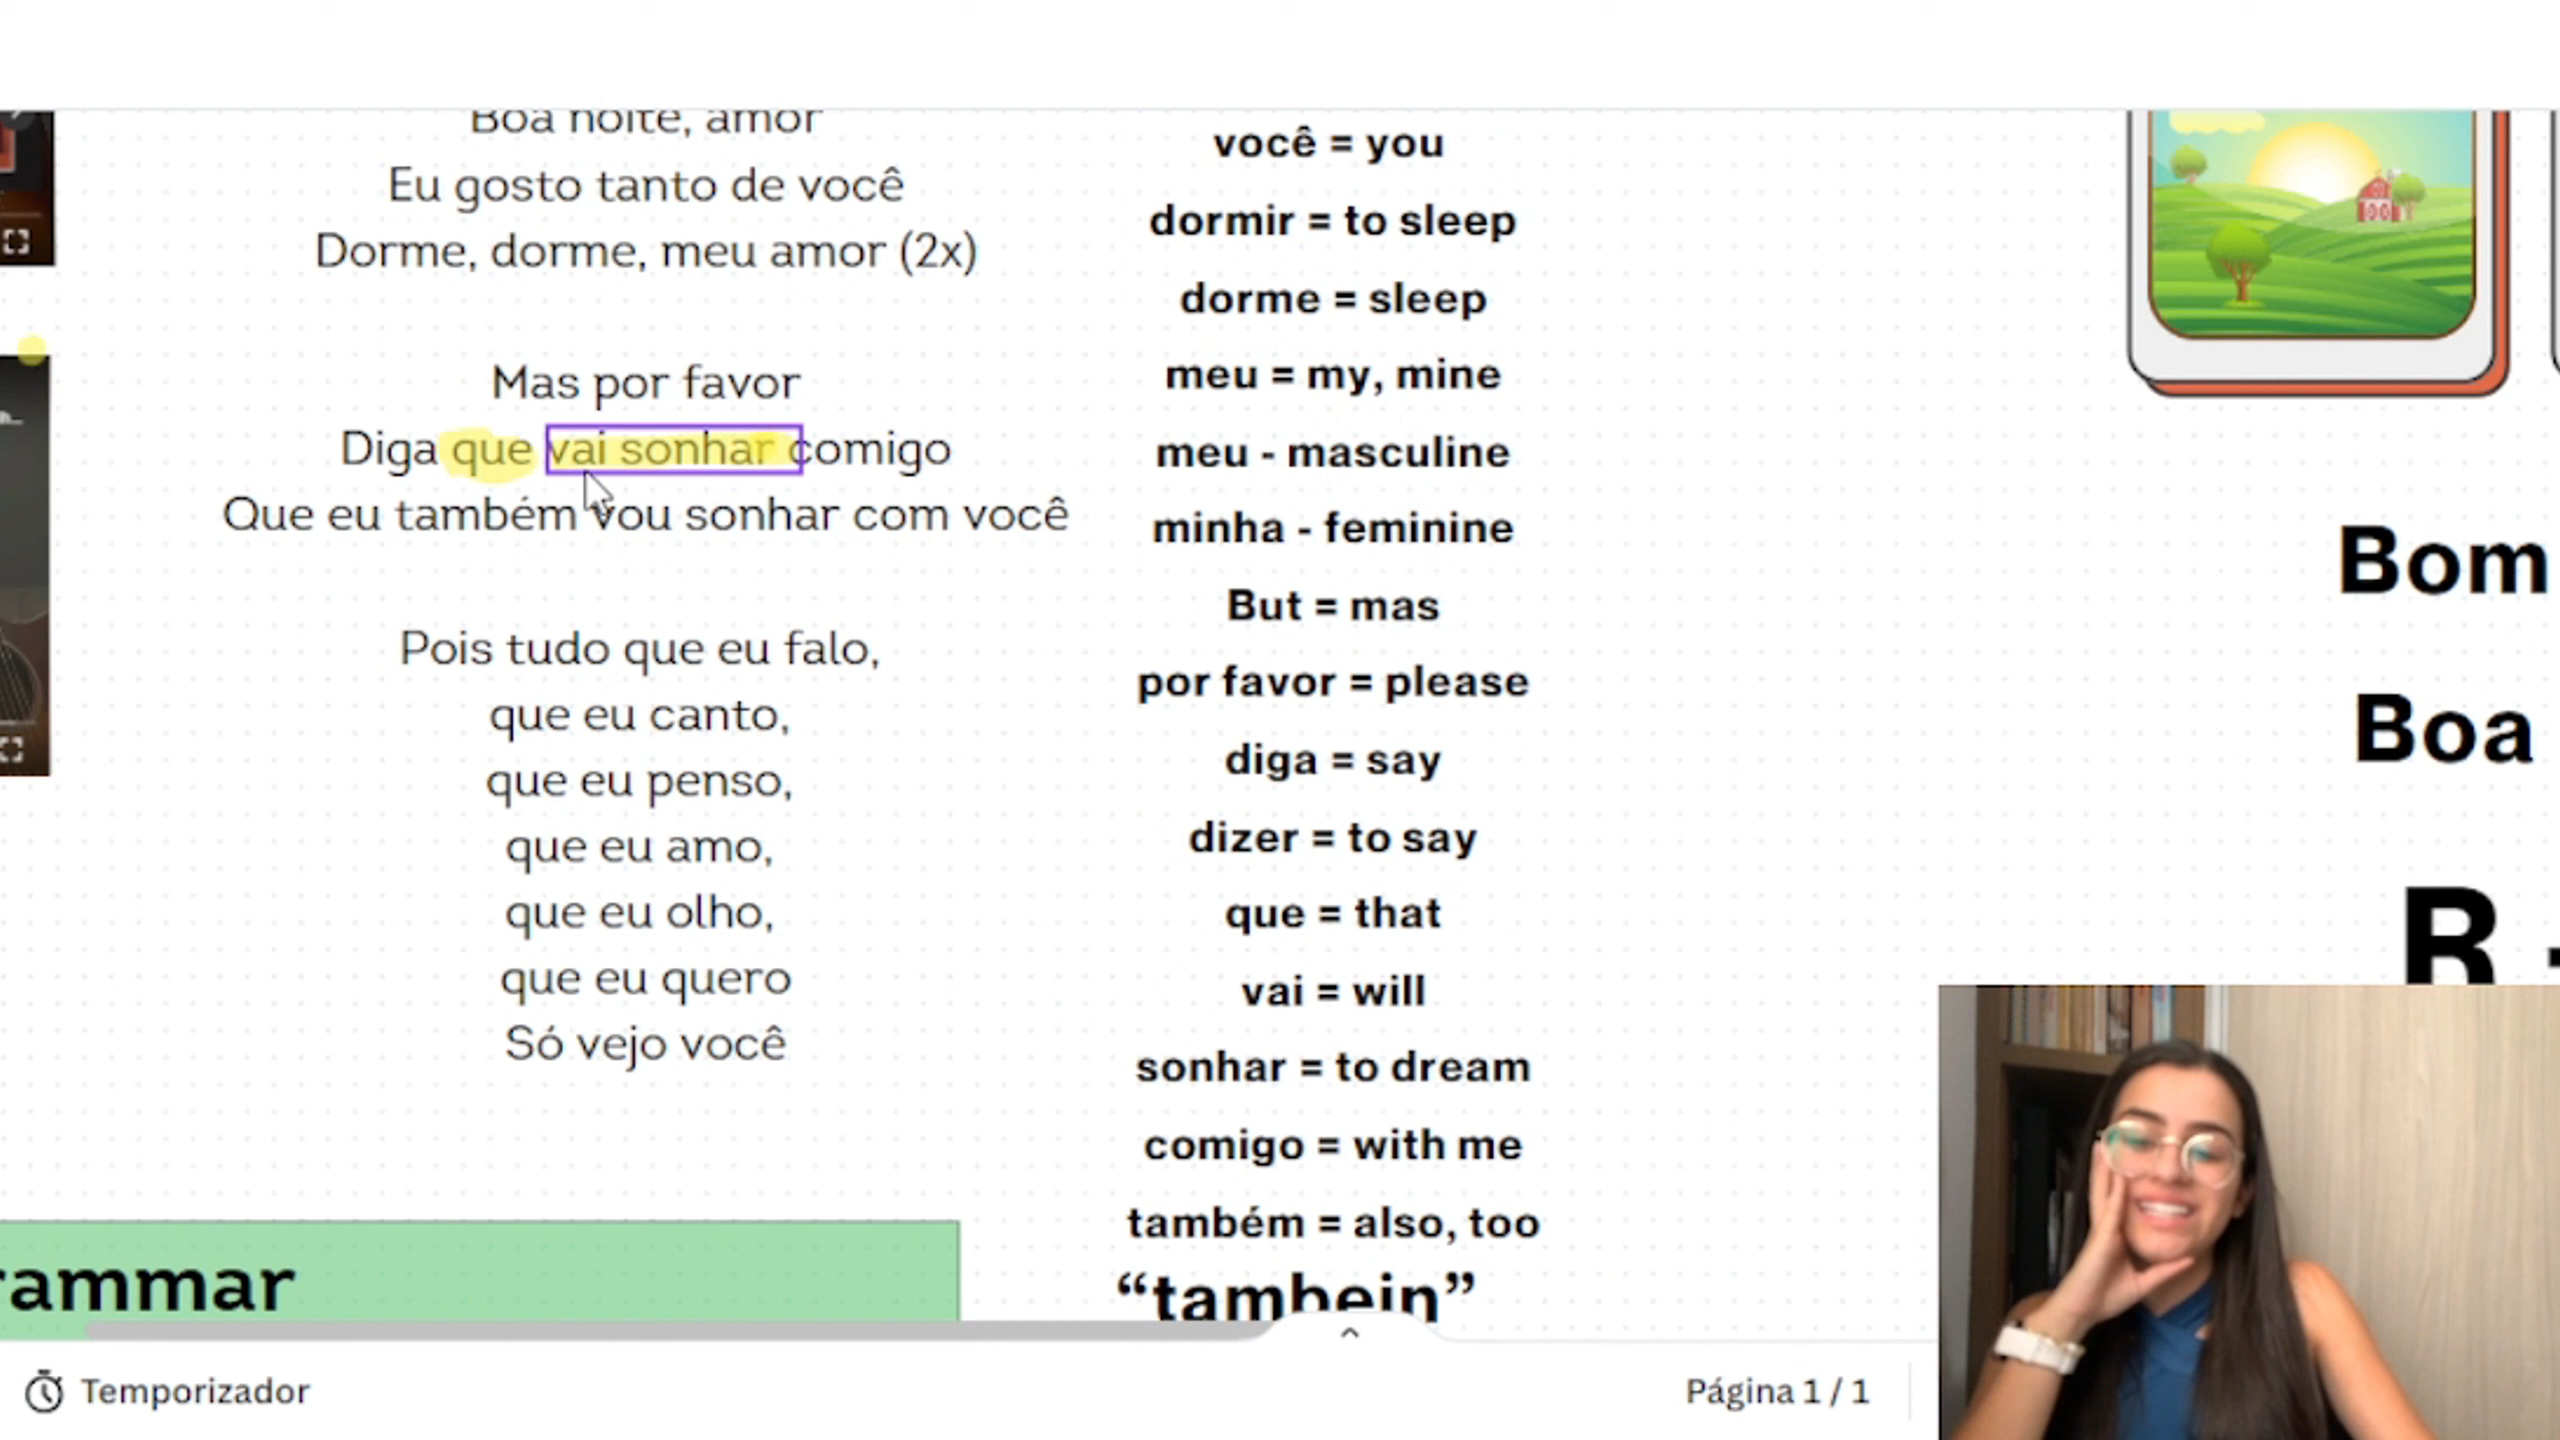 Boa noite, amor
Eu gosto tanto de você
Dorme, dorme, meu amor (2x)
Mas por favor
Diga que vai sonhar comigo
Que eu também vou sonhar com você
Pois tudo que eu falo,
que eu canto,
que eu penso,
que eu amo,
que eu olho,
que eu quero
Só vejo você
você = you
dormir = to sleep
dorme = sleep
meu = my, mine
meu - masculine
minha - feminine
But = mas
por favor = please
diga = say
dizer = to say
que = that
vai = will
sonhar = to dream
comigo = with me
também = also, too
“tambein”
Bom
Boa
rammar
Temporizador
Página 1 / 1